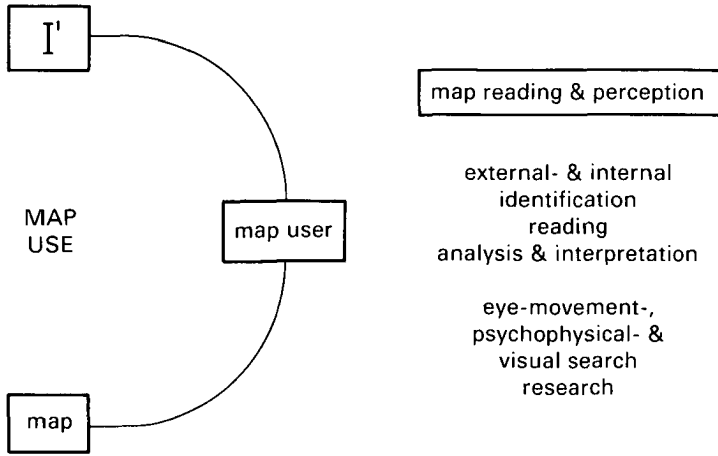 I'
map reading & perception
external- & internal
identification
reading
analysis & interpretation
MAP
USE
map user
eye-movement-,
psychophysical- &
visual search
research
map